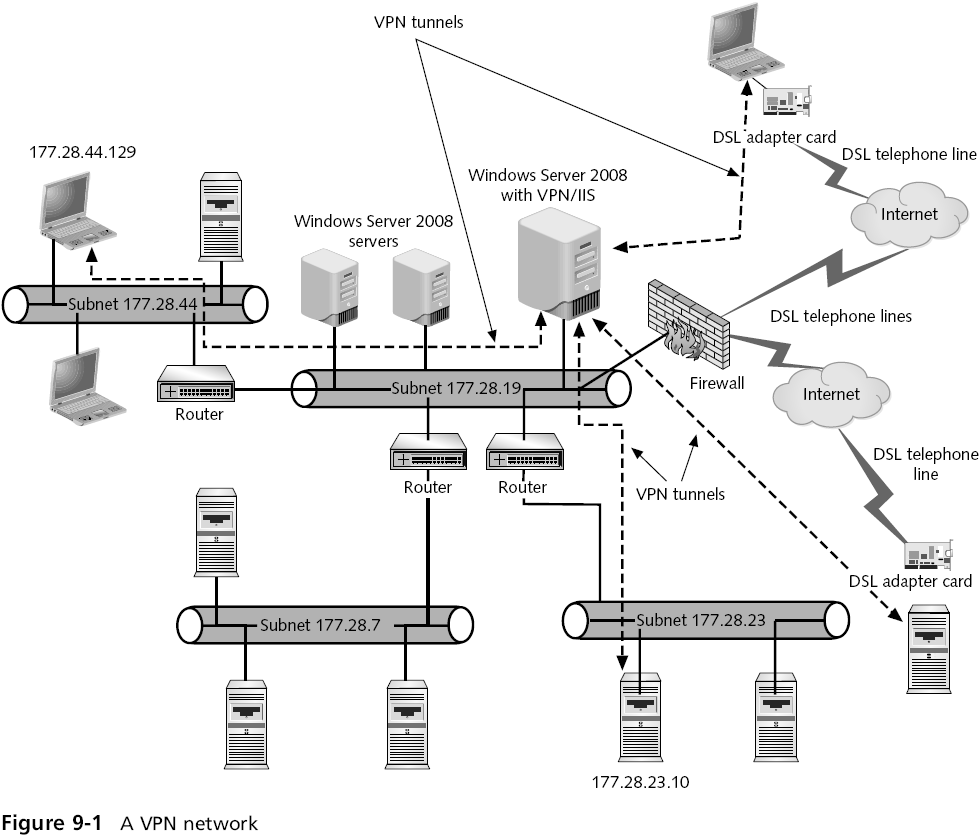 VPN tunnels
DSL adapter card
DSL telephone line
177.28.44.129
Windows Server 2008
with VPN/IIS
Internet
Windows Server 2008
servers
Subnet 177.28.44
DSL telephone lines
Firewall
Subnet 177.28.19
Internet
Router
DSL telephone
line
Router
Router
VPN tunnels
DSL adapter card
Subnet 177.28.7
Subnet 177.28.23
177.28.23.10
Figure 9-1 A VPN network